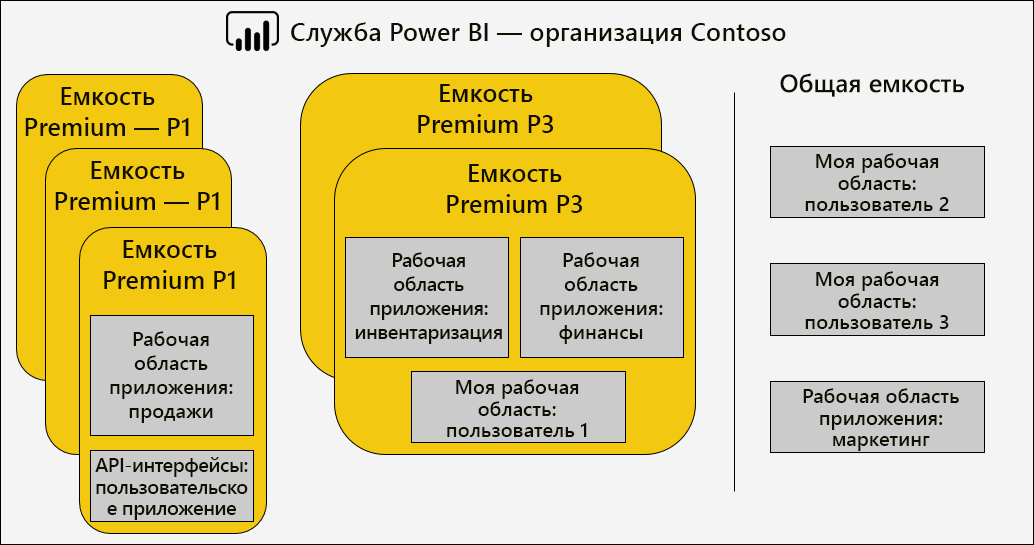 Служба Power BI — организация Contoso
Емкость
Premium — P1
Емкость
Premium — P1
Емкость
Premium P1
Рабочая
область
приложения:
продажи
API-интерфейсы:
пользовательско
е приложение
Емкость
Premium P3
Емкость
Premium P3
Рабочая
область
приложения:
инвентаризация
Рабочая
область
приложения:
финансы
Моя рабочая
область:
пользователь 1
Общая емкость
Моя рабочая
область:
пользователь 2
Моя рабочая
область:
пользователь 3
Рабочая область
приложения:
маркетинг